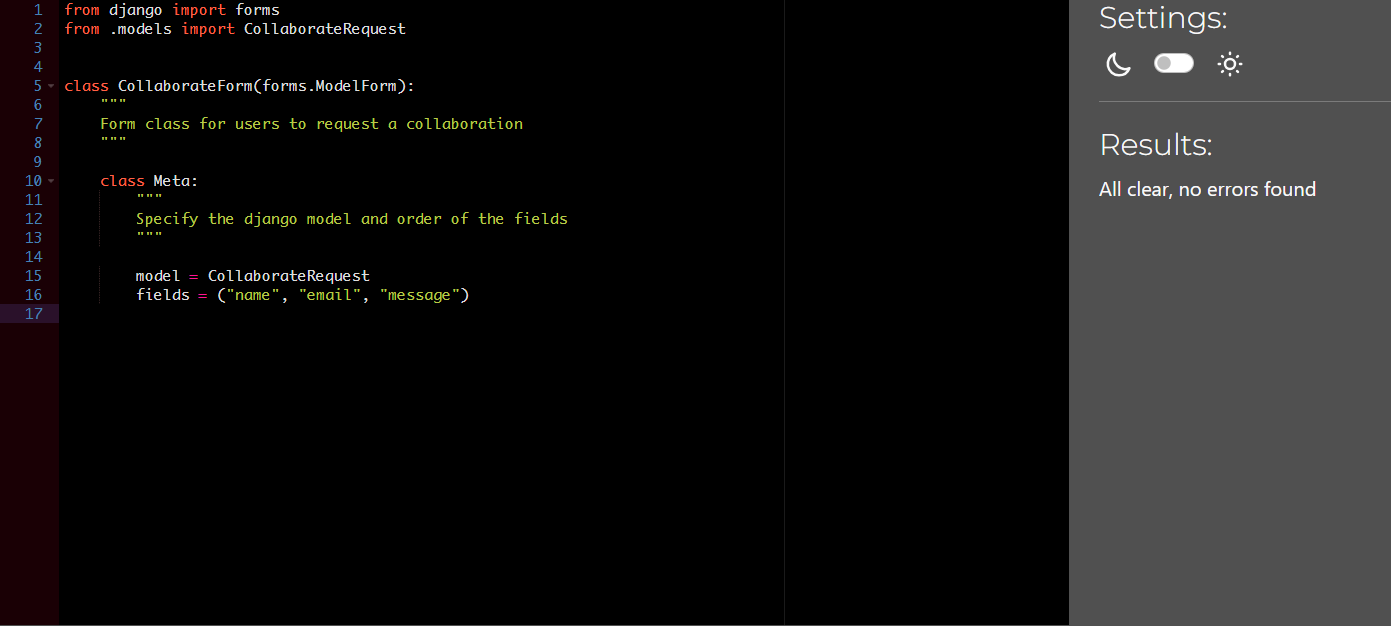 1 from django import forms
2 from .models import CollaborateRequest
3
4
5 class CollaborateForm(forms.ModelForm):
6     """
7     Form class for users to request a collaboration
8     """
9
10     class Meta:
11         """
12         Specify the django model and order of the fields
13         """
14
15         model = CollaborateRequest
16         fields = ("name", "email", "message")
17
Settings:
Results:
All clear, no errors found